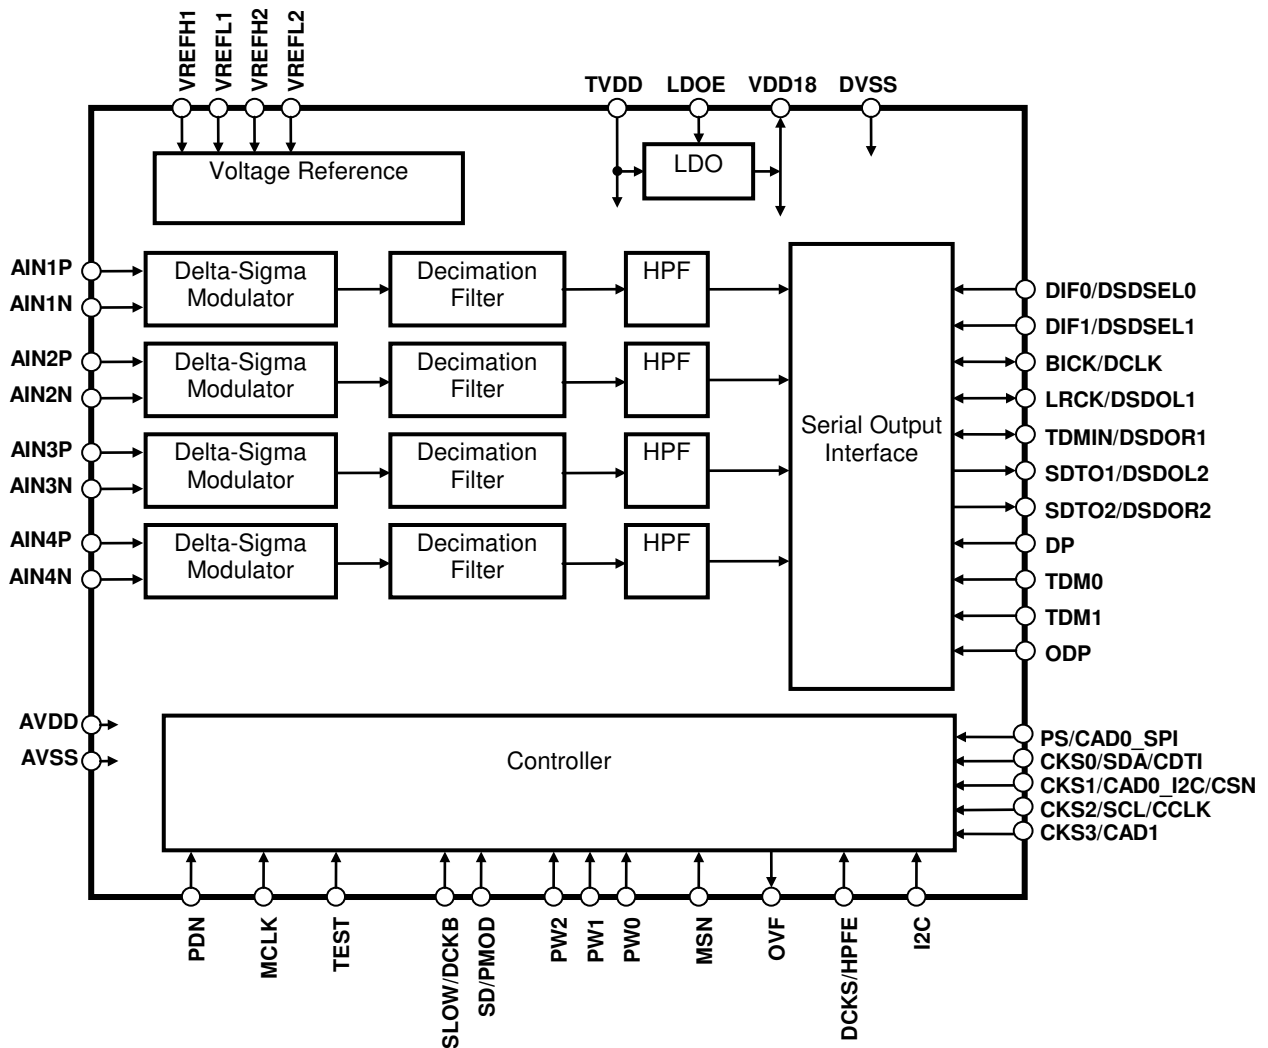 VREFH1
VREFL1
VREFH2
VREFL2
TVDD
LDOE
VDD18
DVSS
Voltage Reference
LDO
AIN1P
AIN1N
Delta-Sigma
Modulator
Decimation
Filter
HPF
AIN2P
AIN2N
Delta-Sigma
Modulator
Decimation
Filter
HPF
AIN3P
AIN3N
Delta-Sigma
Modulator
Decimation
Filter
HPF
AIN4P
AIN4N
Delta-Sigma
Modulator
Decimation
Filter
HPF
Serial Output
Interface
DIF0/DSDSEL0
DIF1/DSDSEL1
BICK/DCLK
LRCK/DSDOL1
TDMIN/DSDOR1
SDTO1/DSDOL2
SDTO2/DSDOR2
DP
TDM0
TDM1
ODP
AVDD
AVSS
Controller
PS/CAD0_SPI
CKS0/SDA/CDTI
CKS1/CAD0_I2C/CSN
CKS2/SCL/CCLK
CKS3/CAD1
PDN
MCLK
TEST
SLOW/DCKB
SD/PMOD
PW2
PW1
PW0
MSN
OVF
DCKS/HPFE
I2C